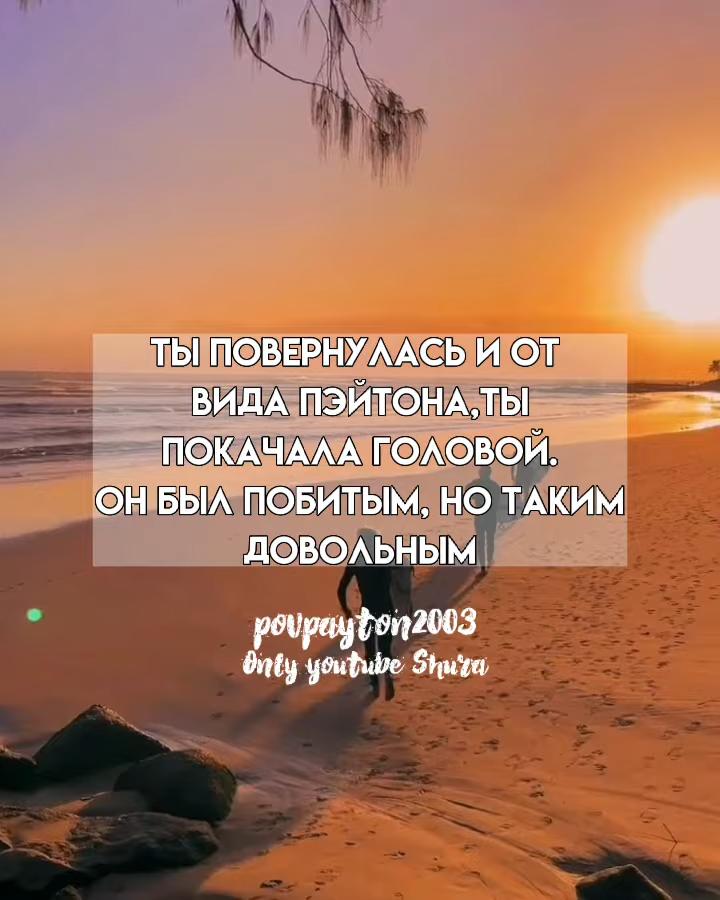 ТЫ ПОВЕРНУЛАСЬ И ОТ
ВИДА ПЭЙТОНА,ТЫ
ПОКАЧАЛА ГОЛОВОЙ.
ОН БЫЛ ПОБИТЫМ, НО ТАКИМ
ДОВОЛЬНЫМ
povpayton2003
Only youtube Shura